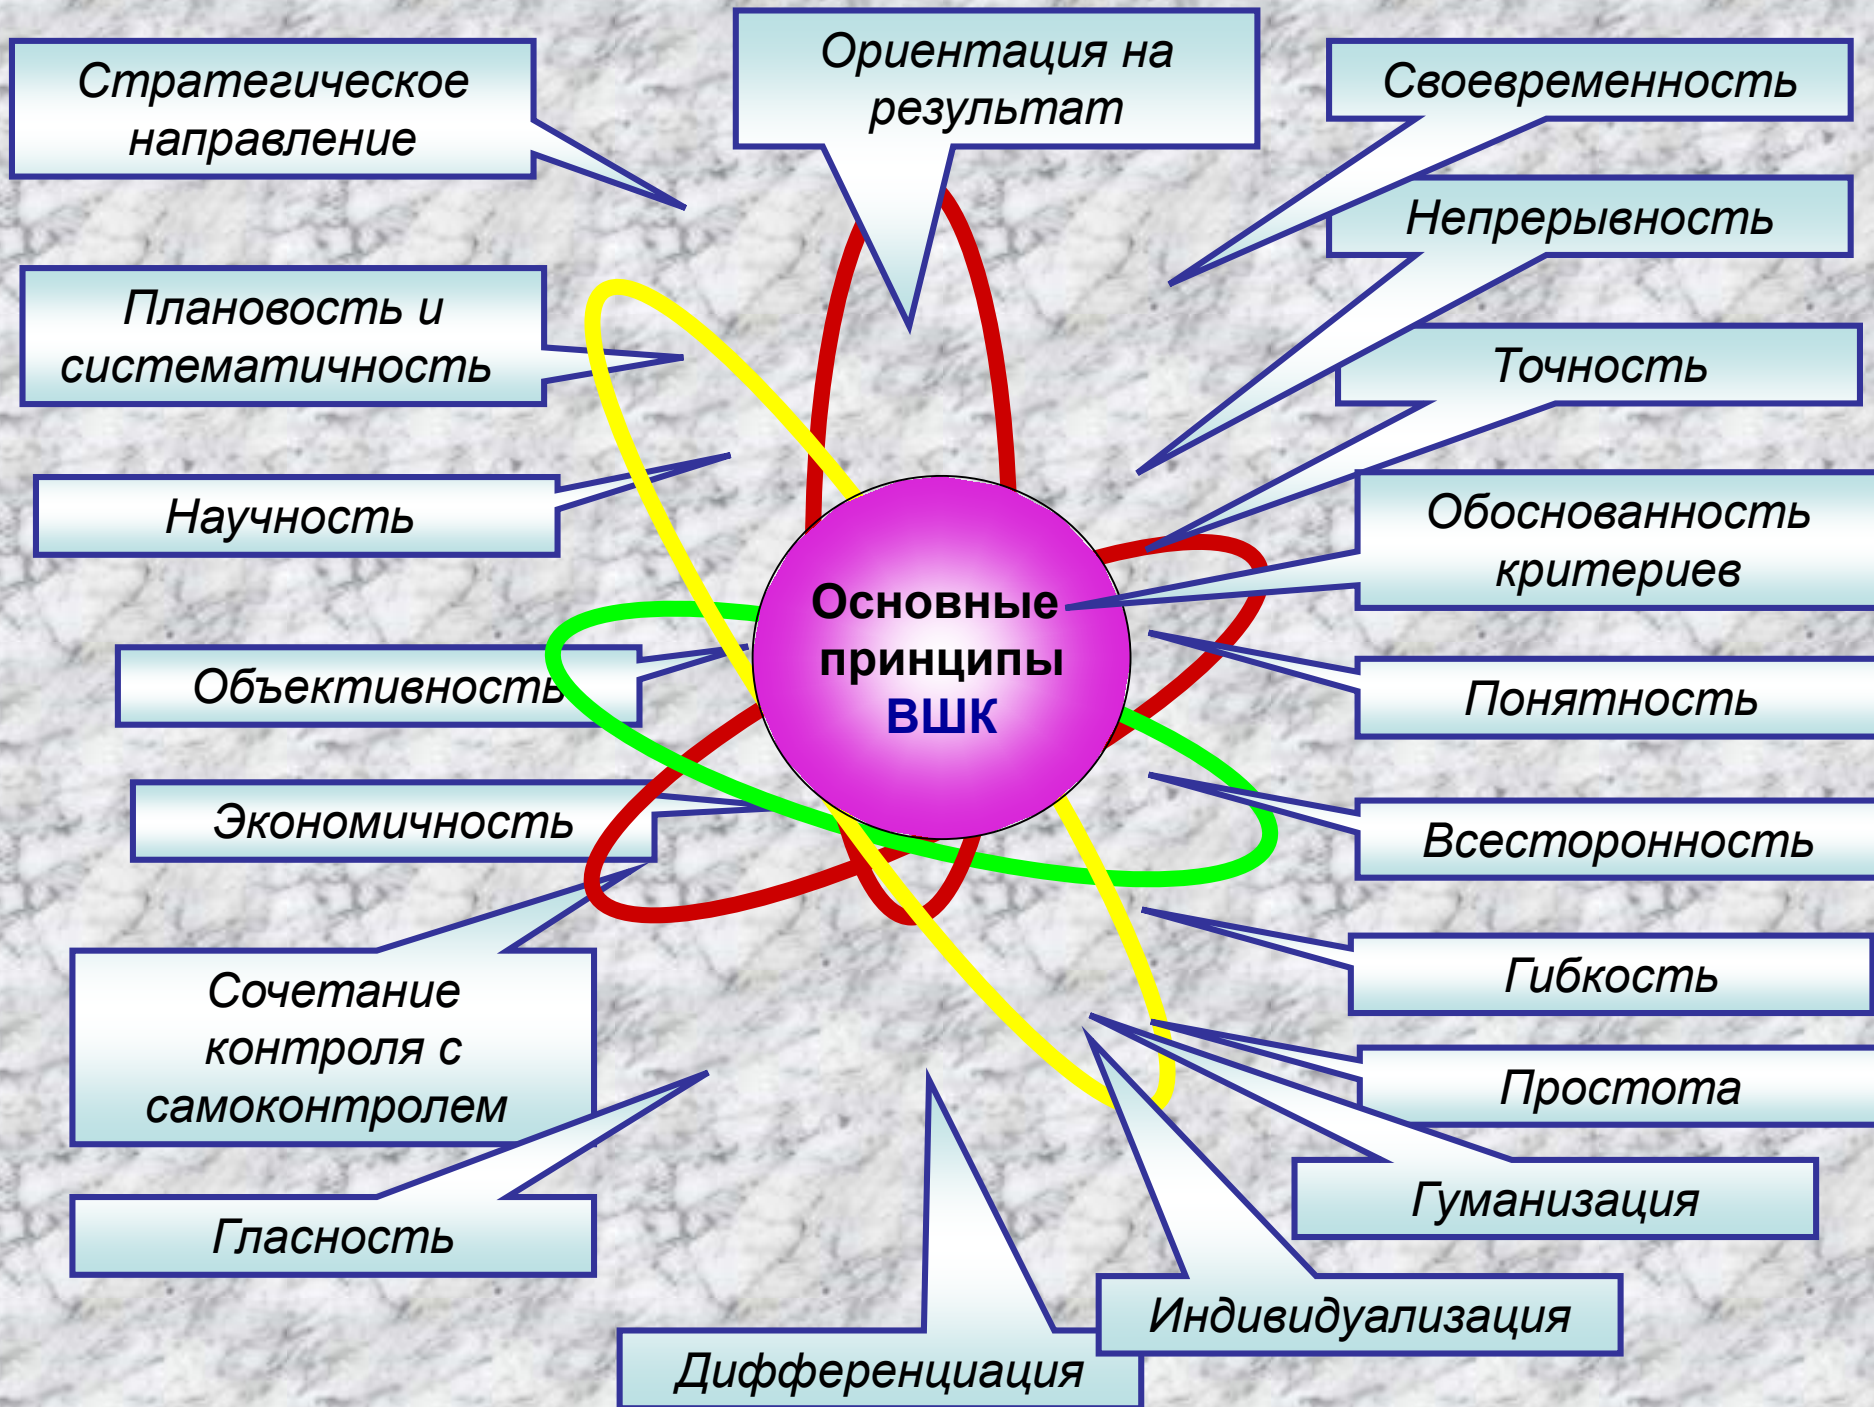 Стратегическое
направление
Ориентация на
результат
Своевременность
Непрерывность
Плановость и
систематичность
Точность
Научность
Обоснованность
критериев
Основные
принципы
ВШК
Объективность
Понятность
Экономичность
Всесторонность
Сочетание
контроля с
самоконтролем
Гибкость
Простота
Гласность
Гуманизация
Индивидуализация
Дифференциация